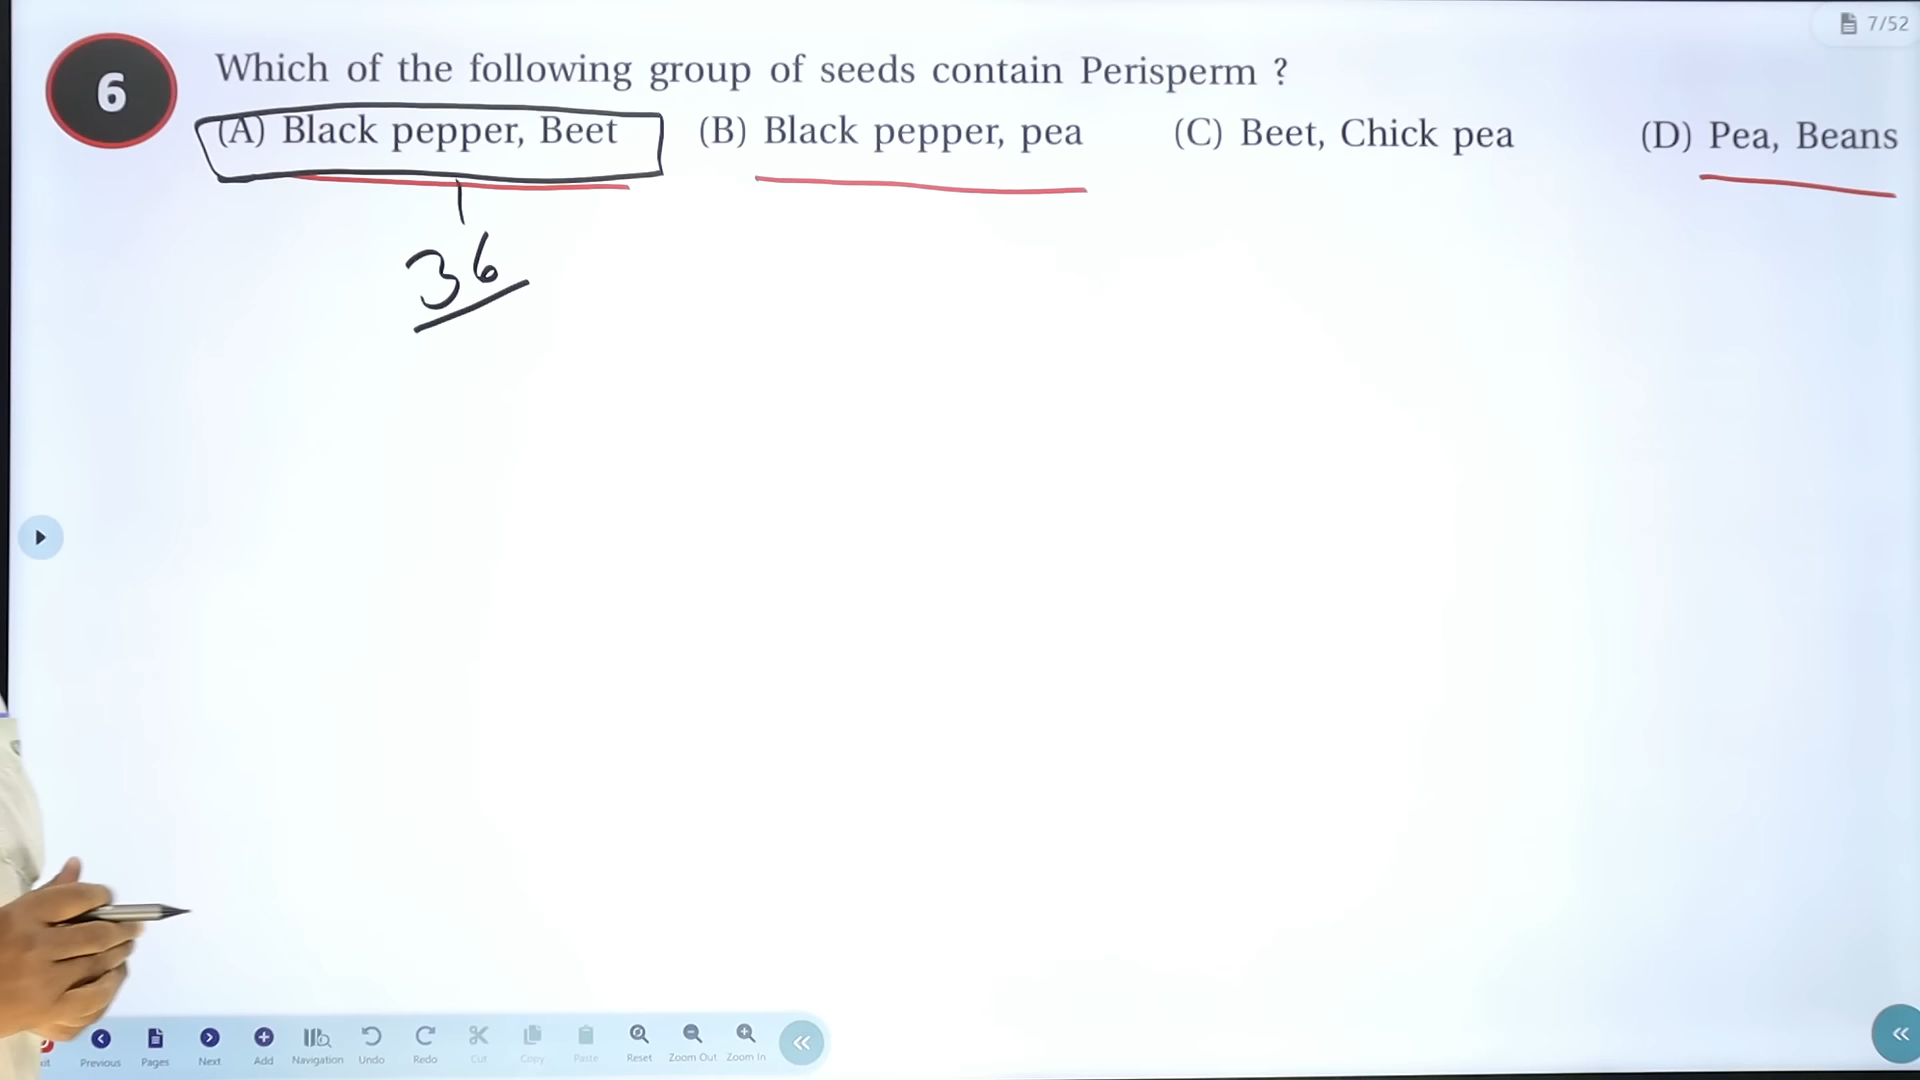 7/52
6
Which of the following group of seeds contain Perisperm ?
(A) Black pepper, Beet (B) Black pepper, pea (C) Beet, Chick pea (D) Pea, Beans
36
Previous Pages Next Add Navigation Undo Redo Cut Copy Paste Reset Zoom Out Zoom In